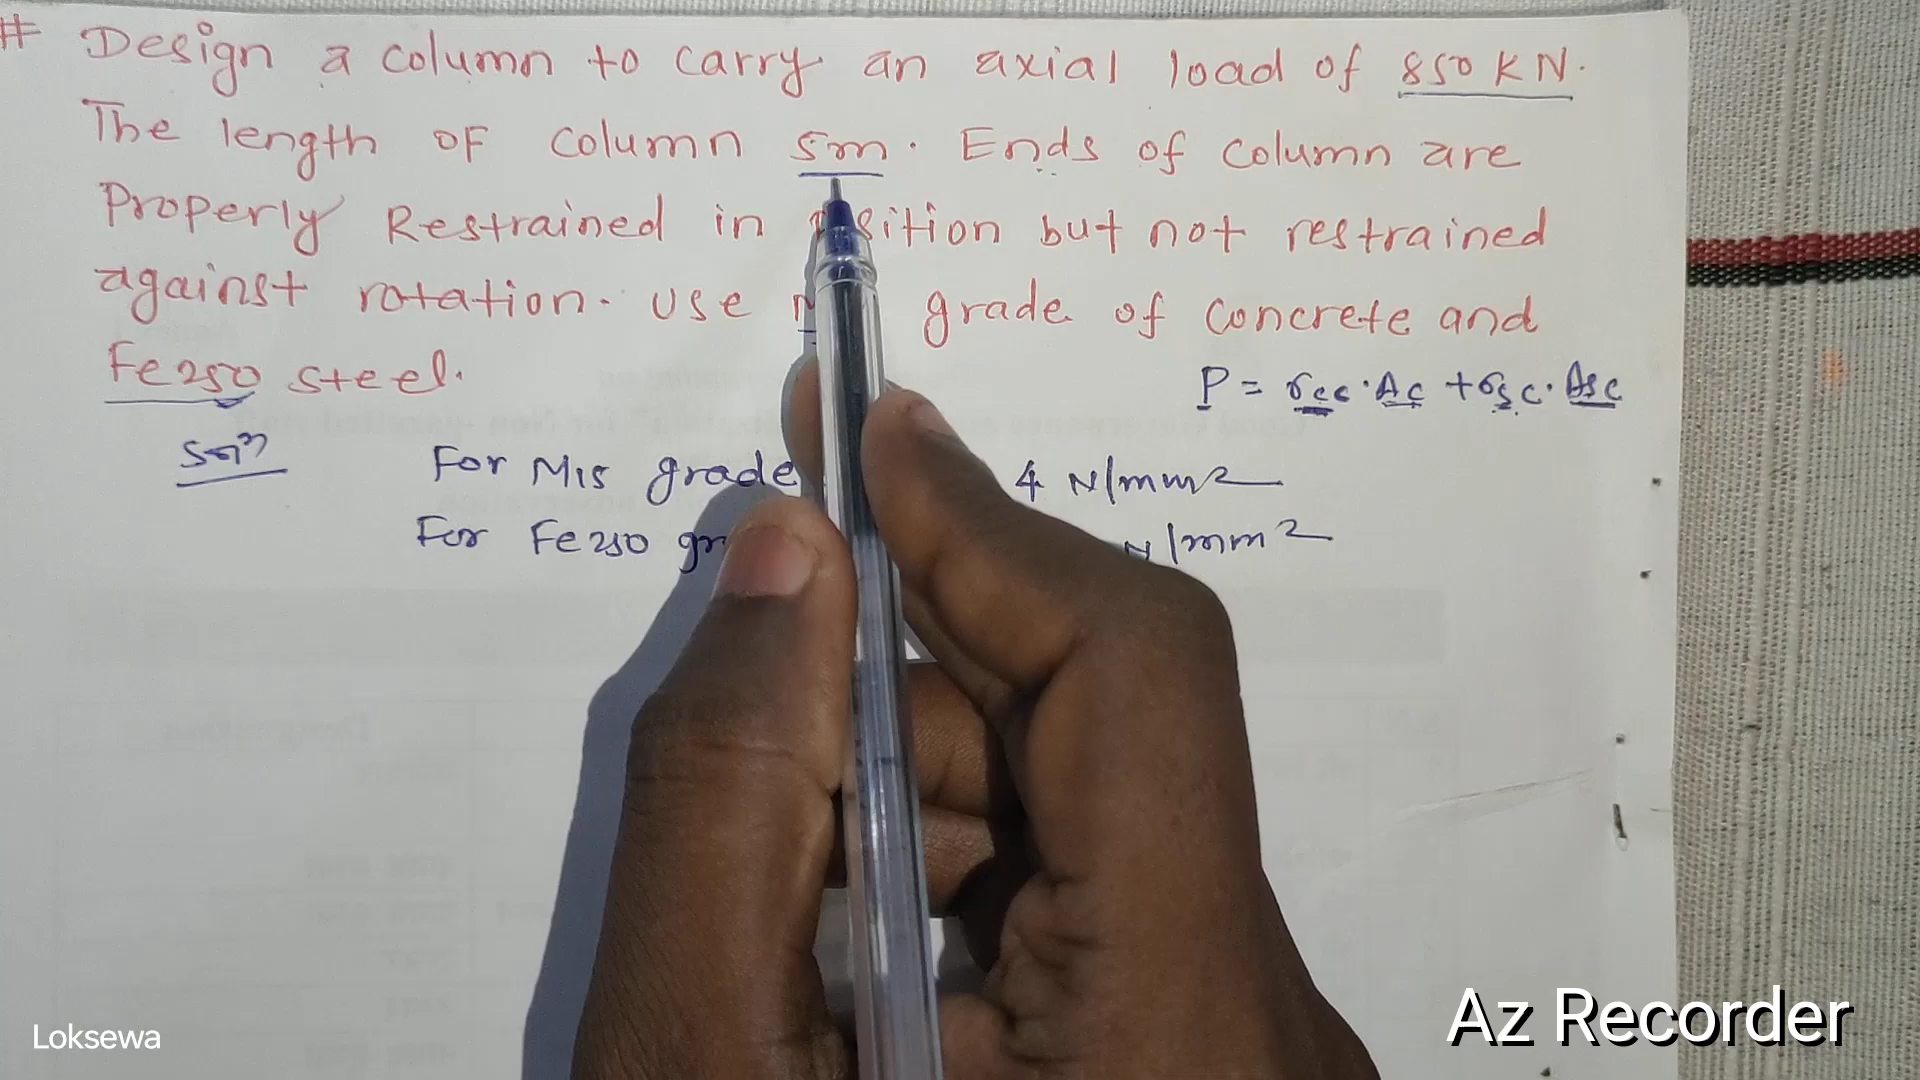 # Design a column to carry an axial load of 850 KN.
The length of column 5m. Ends of column are
Properly Restrained in position but not restrained
against rotation. Use grade of concrete and
Fe250 steel.
P = σcc·Ac + σsc·Asc
Solⁿ
For M15 grade 4 N/mm2
For Fe250 N/mm2
Loksewa
Az Recorder